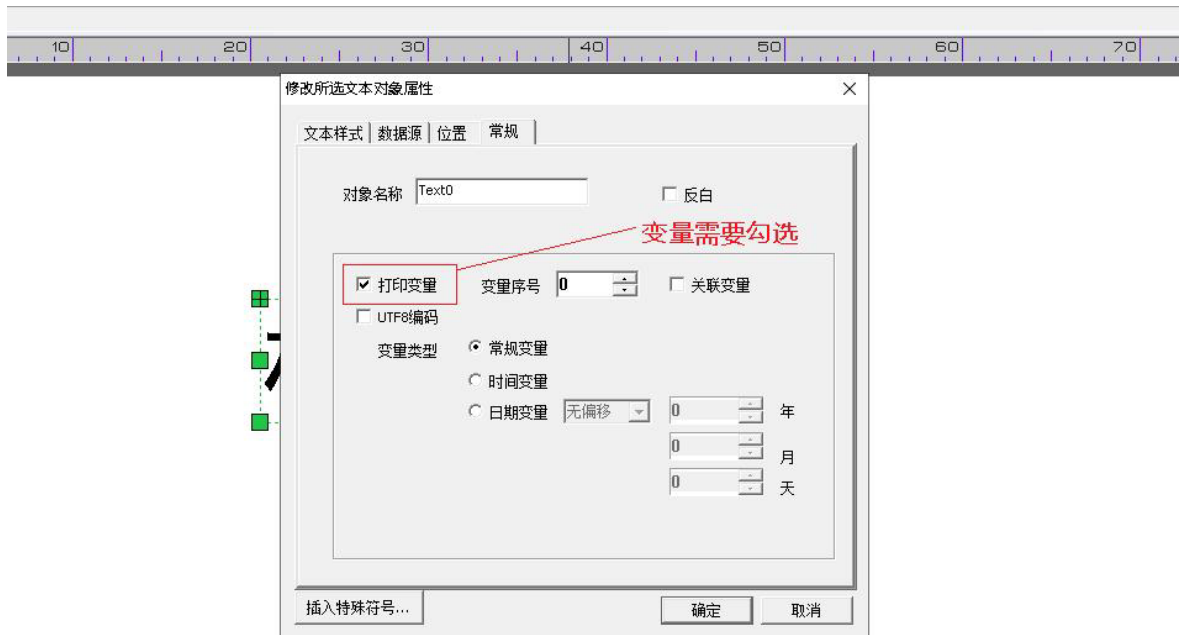 10 20 30 40 50 60 70
修改所选文本对象属性
文本样式 数据源 位置 常规
对象名称 Text0 反白
变量需要勾选
打印变量 变量序号 0 关联变量
UTF8编码
变量类型 常规变量
时间变量
日期变量 无偏移 0 年
0 月
0 天
插入特殊符号... 确定 取消